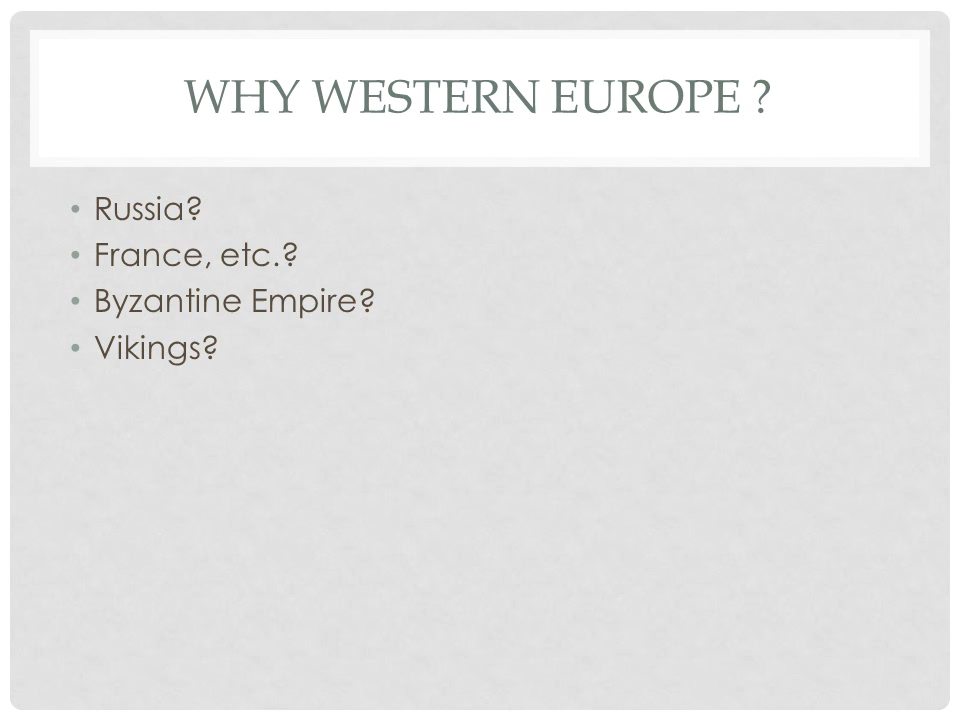 WHY WESTERN EUROPE ?
• Russia?
• France, etc.?
• Byzantine Empire?
• Vikings?